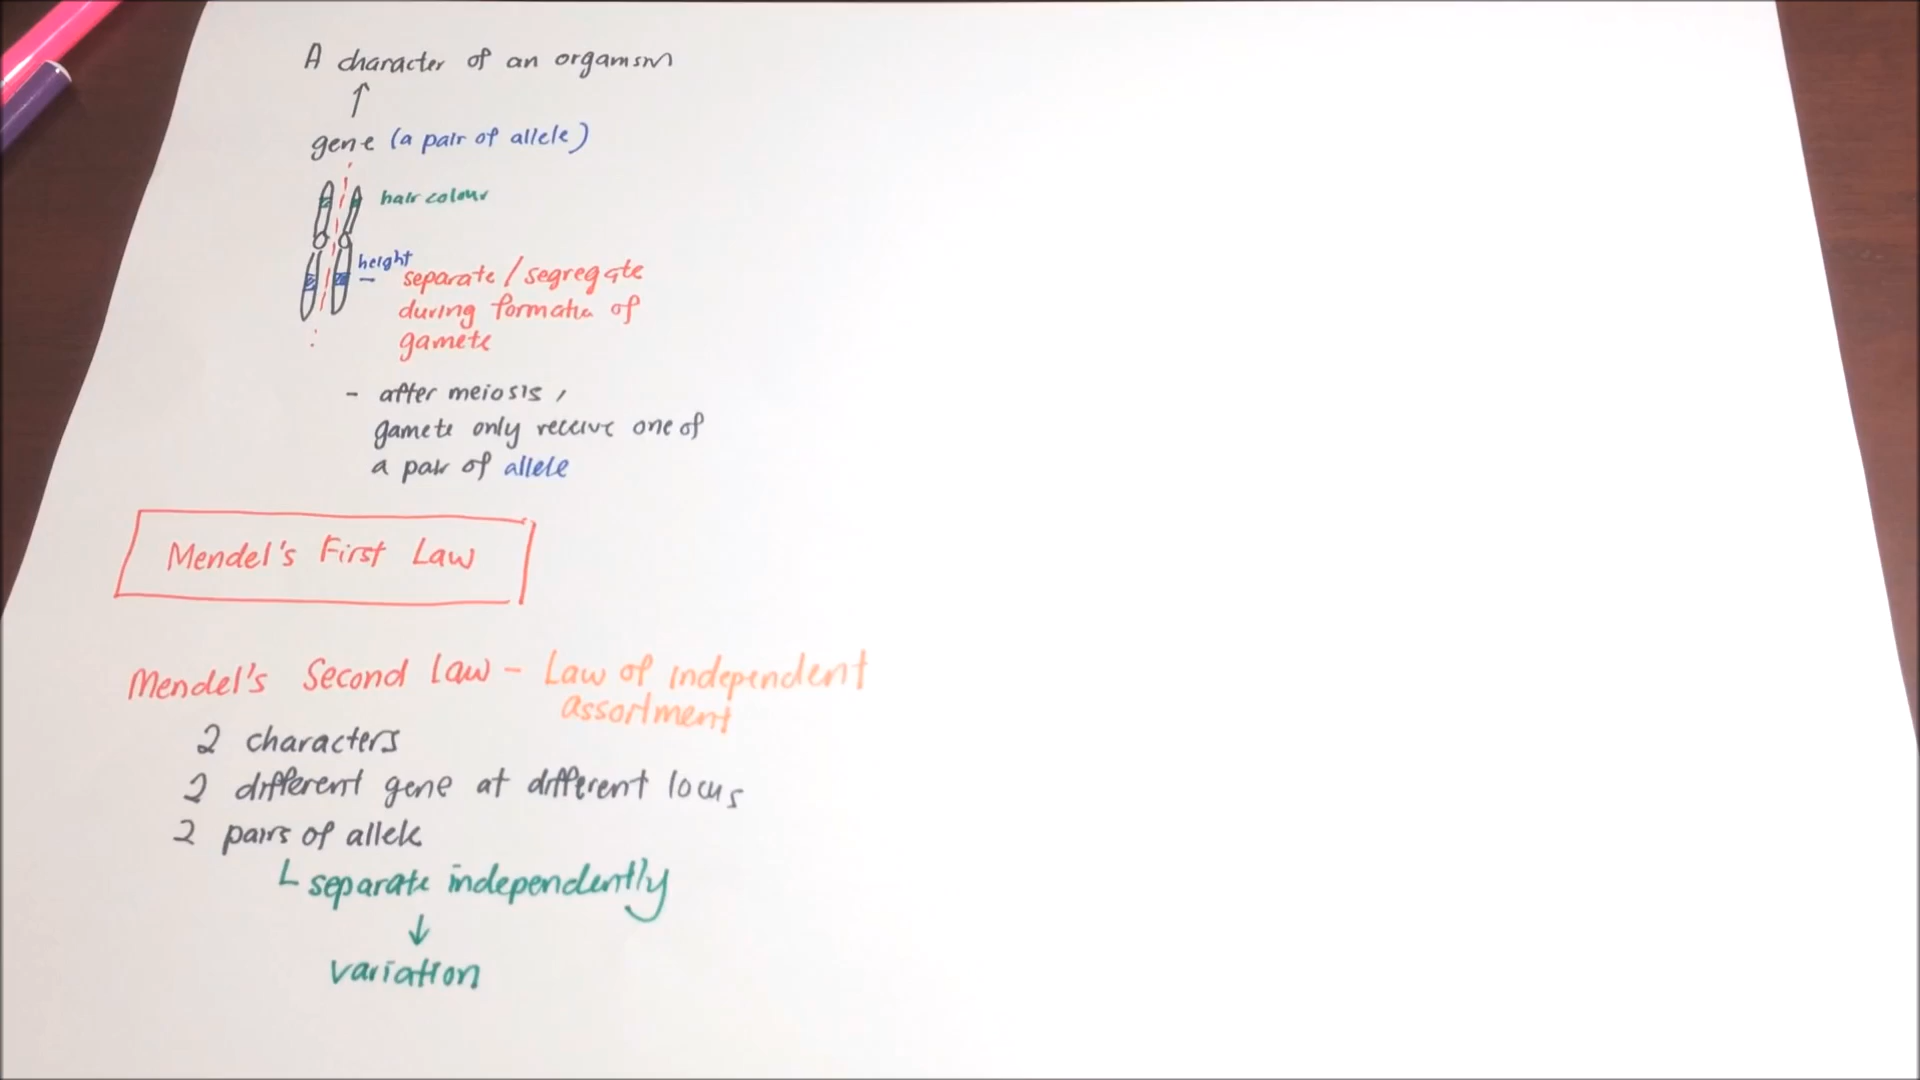 A character of an organism
gene (a pair of allele)
hair colour
height
- separate / segregate
during formatn of
gamete
- after meiosis,
gamete only receive one of
a pair of allele
Mendel's First Law
Mendel's Second Law - Law of independent
assortment
2 characters
2 different gene at different locus
2 pairs of allele
separate independently
↓
variation